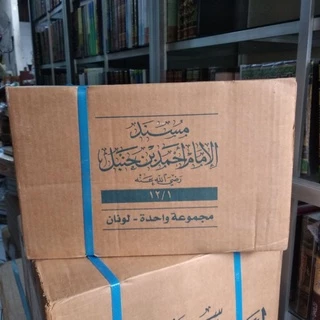 مسند
الإمام أحمد بن حنبل
رضي الله عنه
١٢/١
مجموعة واحدة - لونان